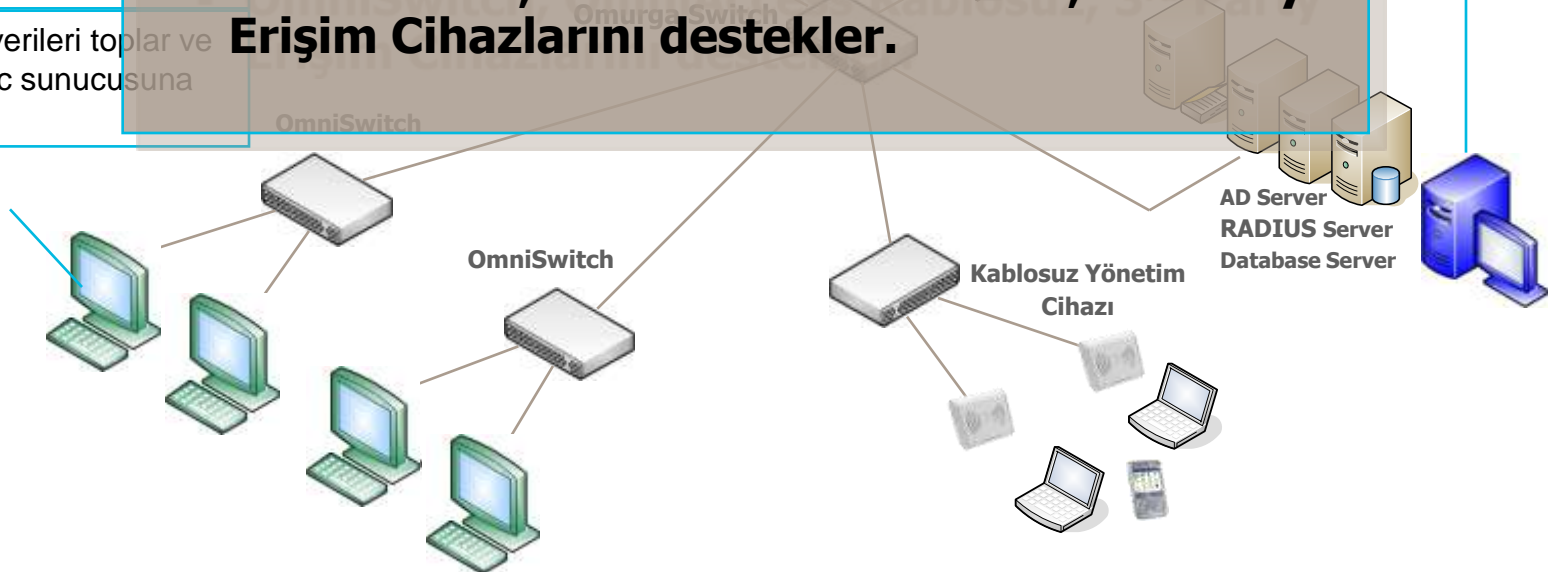 verileri toplar ve
c sunucusuna
Omurga Switch
Erişim Cihazlarını destekler.
OmniSwitch
OmniSwitch
Kablosuz Yönetim
Cihazı
AD Server
RADIUS Server
Database Server